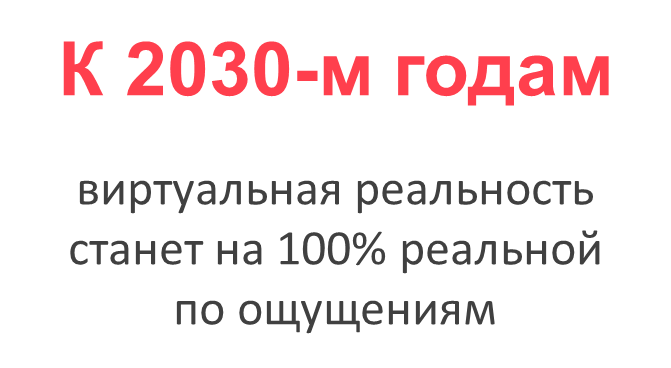 К 2030-м годам
виртуальная реальность
станет на 100% реальной
по ощущениям